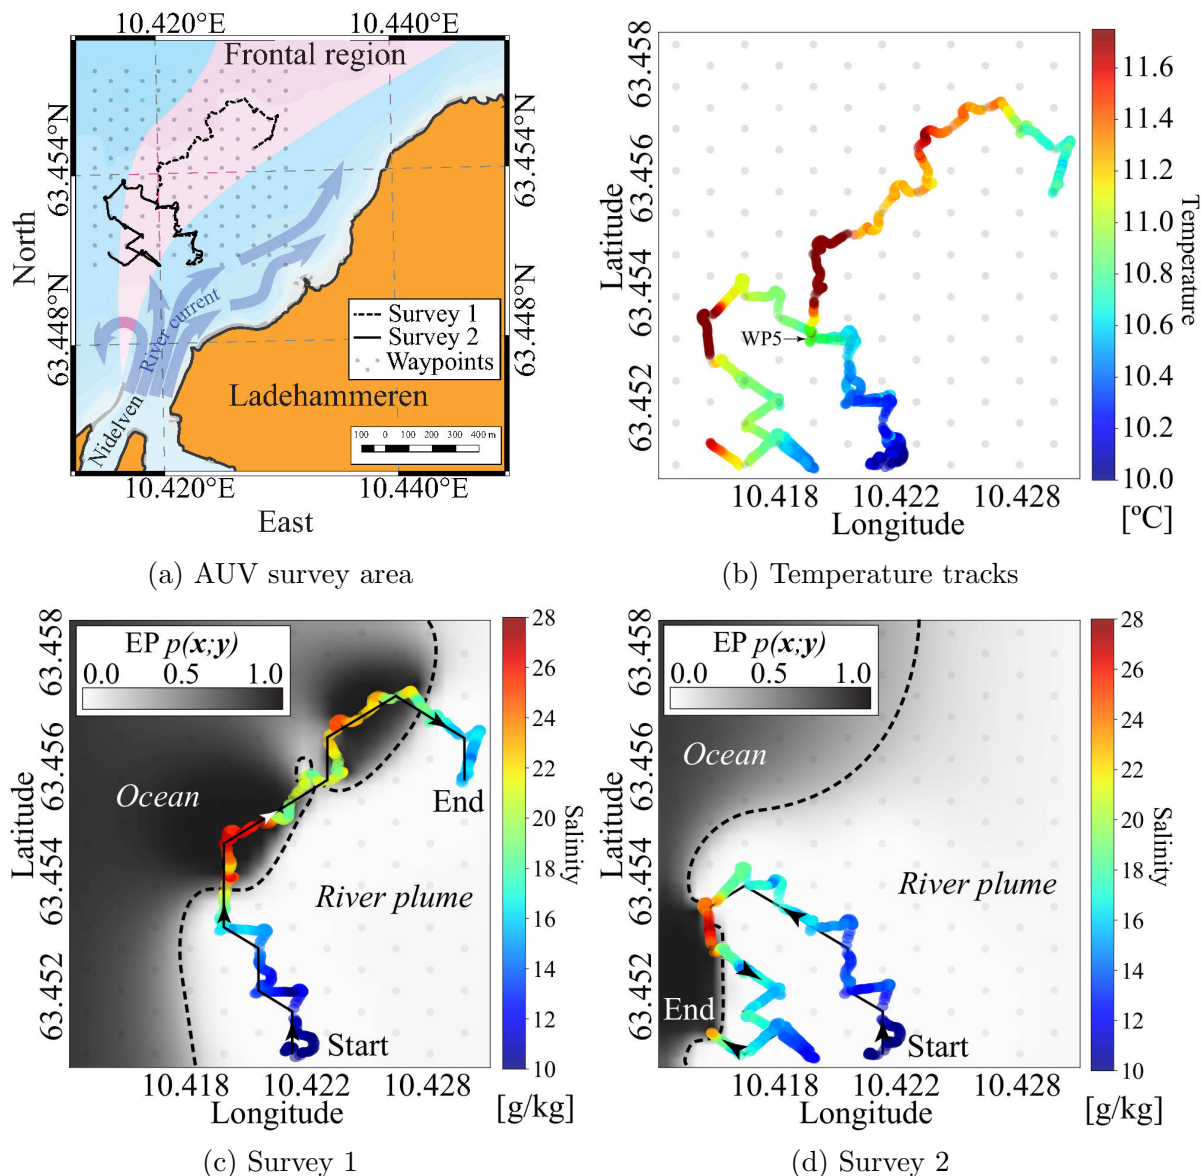 10.420°E
10.440°E
Frontal region
63.454°N
63.454°N
North
River current
63.448°N
63.448°N
Survey 1
Survey 2
Waypoints
Ladehammeren
Nidelven
100 0 100 200 300 400 m
10.420°E
10.440°E
East
(a) AUV survey area
63.458
63.456
63.454
63.452
Latitude
WP5
10.418
10.422
10.428
Longitude
11.6
11.4
11.2
11.0
10.8
10.6
10.4
10.2
10.0
Temperature
[ºC]
(b) Temperature tracks
63.458
63.456
63.454
63.452
Latitude
EP p(x;y)
0.0 0.5 1.0
Ocean
End
River plume
Start
10.418
10.422
10.428
Longitude
28
26
24
22
20
18
16
14
12
10
Salinity
[g/kg]
(c) Survey 1
63.458
63.456
63.454
63.452
Latitude
EP p(x;y)
0.0 0.5 1.0
Ocean
River plume
End
Start
10.418
10.422
10.428
Longitude
28
26
24
22
20
18
16
14
12
10
Salinity
[g/kg]
(d) Survey 2